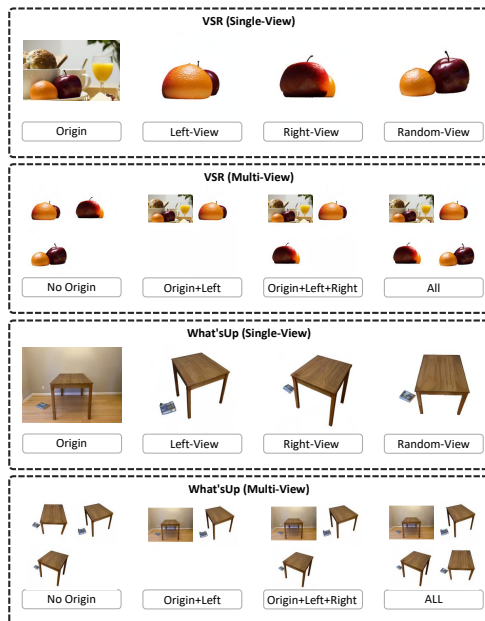 VSR (Single-View)
Origin
Left-View
Right-View
Random-View
VSR (Multi-View)
No Origin
Origin+Left
Origin+Left+Right
All
What'sUp (Single-View)
Origin
Left-View
Right-View
Random-View
What'sUp (Multi-View)
No Origin
Origin+Left
Origin+Left+Right
ALL